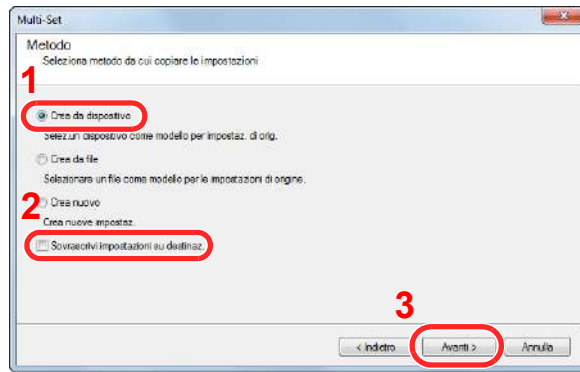 Multi-Set
Metodo
Seleziona metodo da cui copiare le impostazioni
1
Crea da dispositivo
Selez.un dispositivo come modello per impostaz. di orig.
Crea da file
Selezionare un file come modello per le impostazioni di origine.
2
Crea nuovo
Crea nuove impostaz.
Sovrascrivi impostazioni su destinaz.
3
< Indietro
Avanti >
Annulla